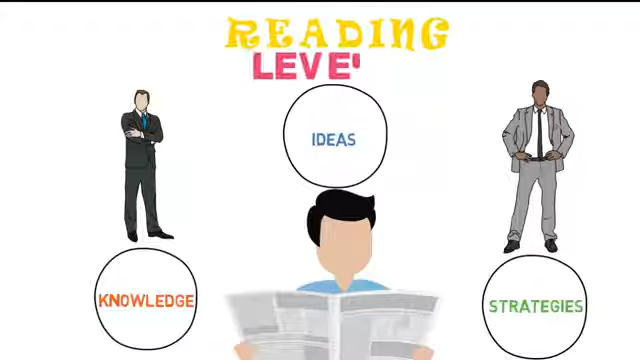 READING
LEVE
IDEAS
KNOWLEDGE
STRATEGIES